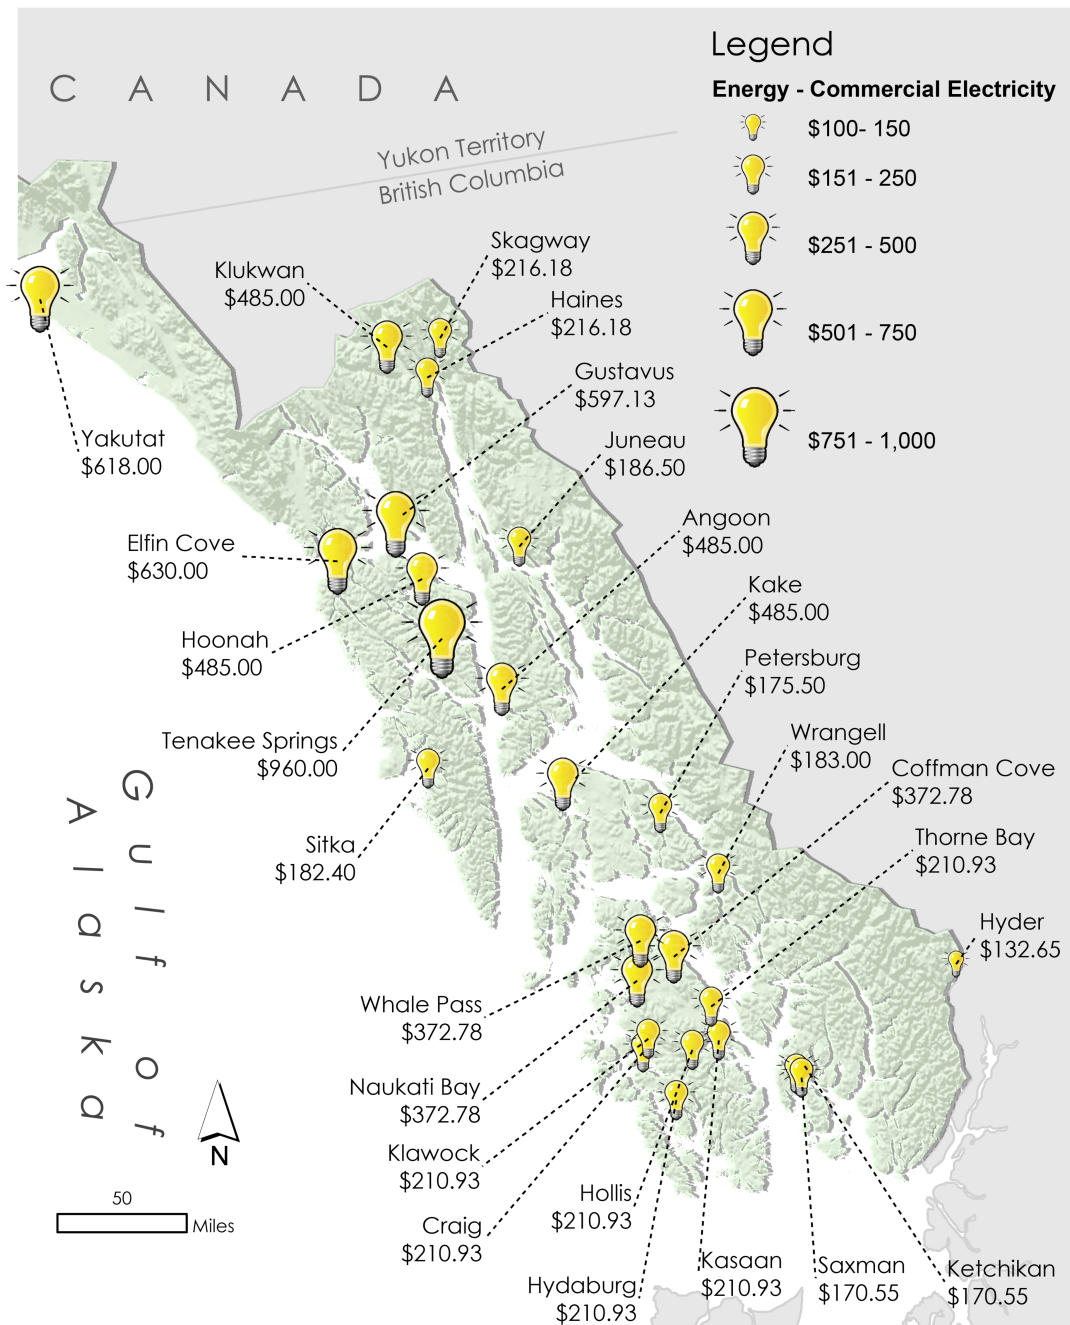 Legend
Energy - Commercial Electricity
$100- 150
$151 - 250
$251 - 500
$501 - 750
$751 - 1,000
CANADA
Yukon Territory
British Columbia
Skagway
$216.18
Klukwan
$485.00
Haines
$216.18
Gustavus
$597.13
Yakutat
$618.00
Juneau
$186.50
Angoon
$485.00
Elfin Cove
$630.00
Kake
$485.00
Hoonah
$485.00
Petersburg
$175.50
Tenakee Springs
$960.00
Wrangell
$183.00
Coffman Cove
$372.78
Sitka
$182.40
Thorne Bay
$210.93
Hyder
$132.65
Gulf of
Alaska
Whale Pass
$372.78
Naukati Bay
$372.78
Klawock
$210.93
Craig
$210.93
Hollis
$210.93
Hydaburg
$210.93
Kasaan
$210.93
Saxman
$170.55
Ketchikan
$170.55
N
50
Miles